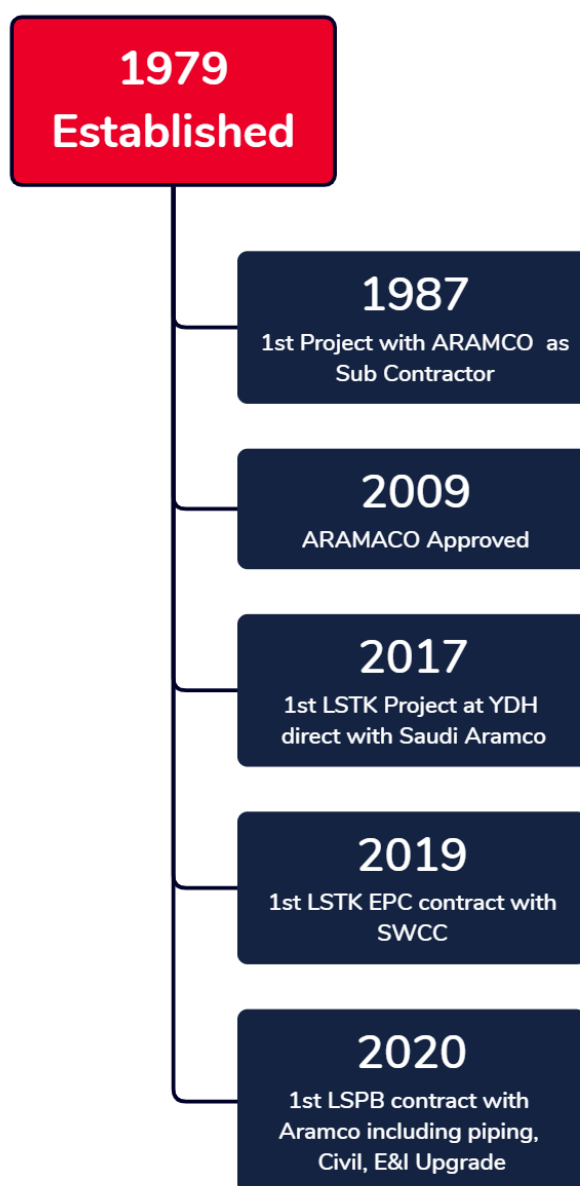 1979
Established
1987
1st Project with ARAMCO as
Sub Contractor
2009
ARAMACO Approved
2017
1st LSTK Project at YDH
direct with Saudi Aramco
2019
1st LSTK EPC contract with
SWCC
2020
1st LSPB contract with
Aramco including piping,
Civil, E&I Upgrade